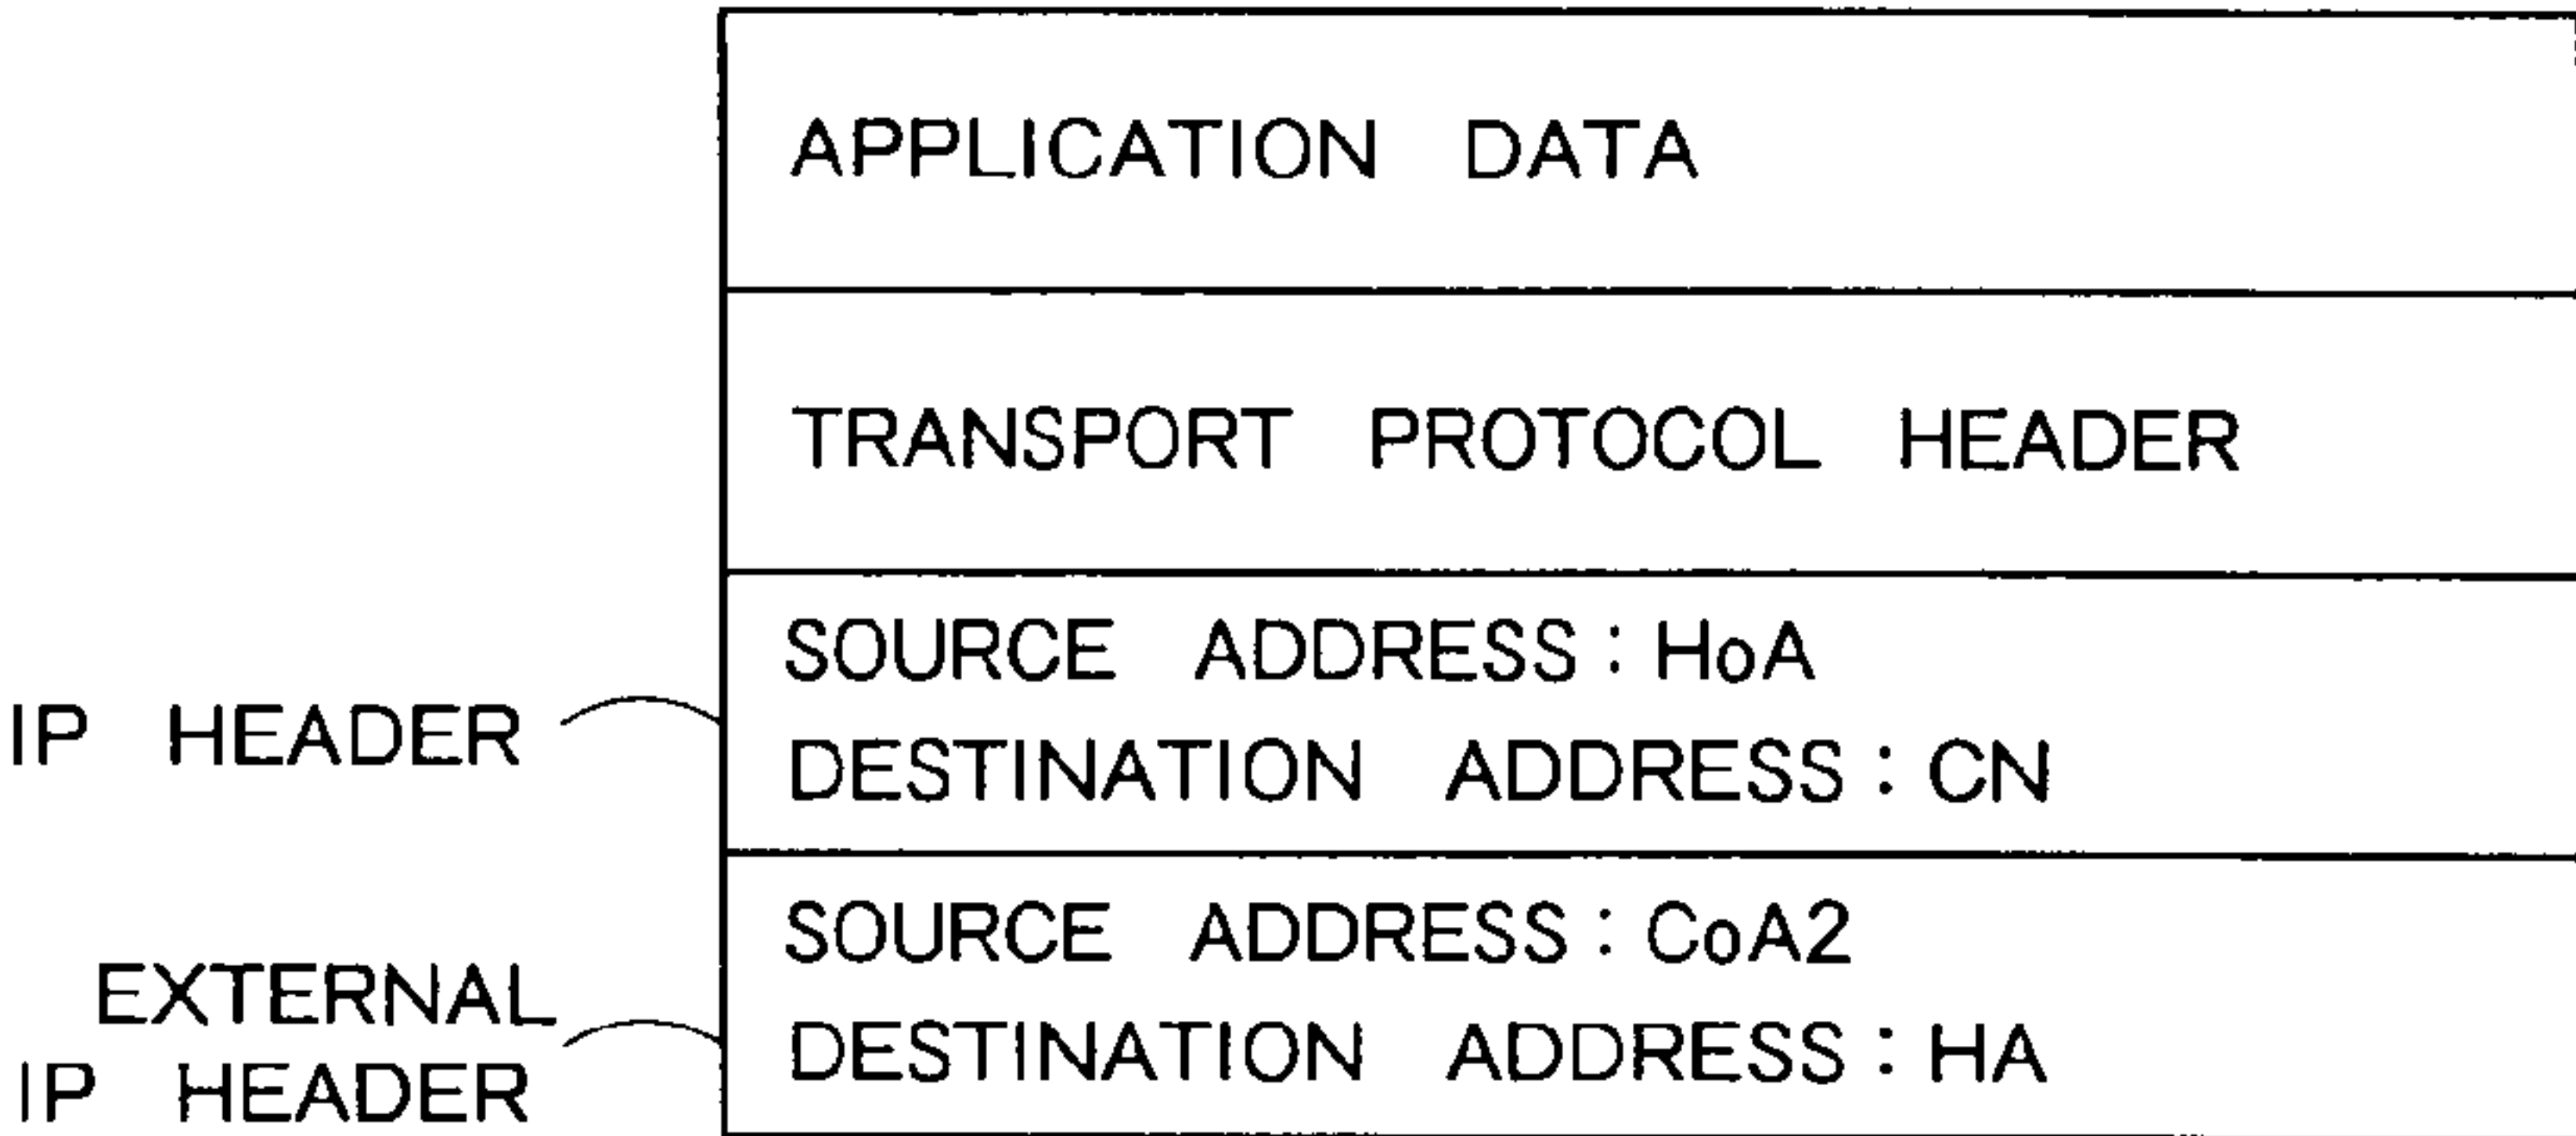 APPLICATION DATA
TRANSPORT PROTOCOL HEADER
SOURCE ADDRESS : HoA
IP HEADER
DESTINATION ADDRESS : CN
SOURCE ADDRESS : CoA2
EXTERNAL
IP HEADER
DESTINATION ADDRESS : HA